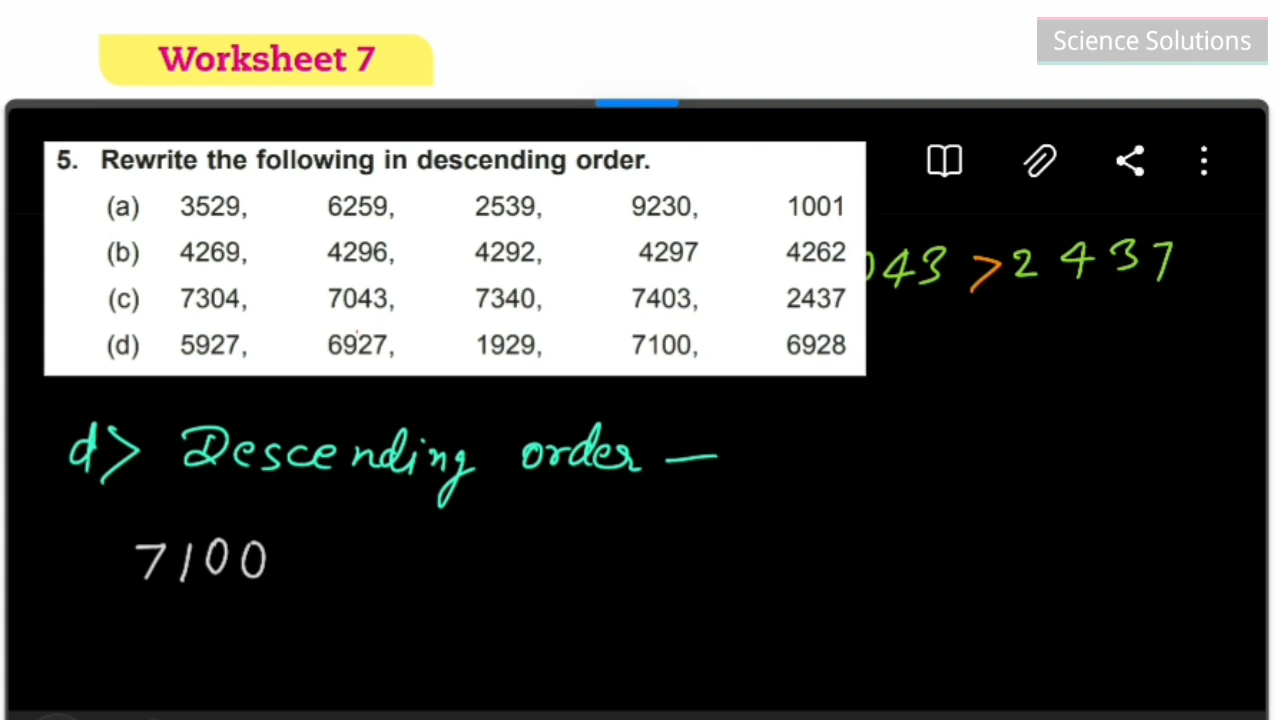 Science Solutions
Worksheet 7
5. Rewrite the following in descending order.
(a) 3529, 6259, 2539, 9230, 1001
(b) 4269, 4296, 4292, 4297 4262
(c) 7304, 7043, 7340, 7403, 2437
(d) 5927, 6927, 1929, 7100, 6928
043 > 2437
d> Descending order —
7100